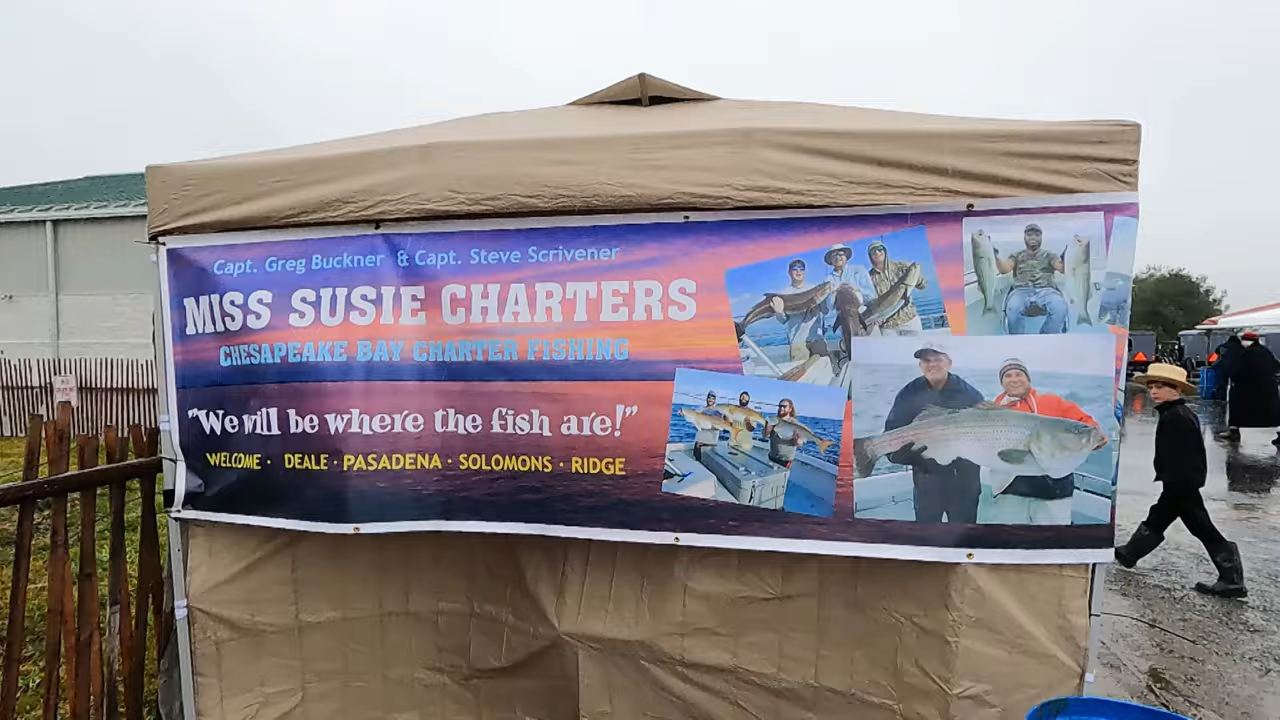 Capt. Greg Buckner & Capt. Steve Scrivener
MISS SUSIE CHARTERS
CHESAPEAKE BAY CHARTER FISHING
"We will be where the fish are!"
WELCOME · DEALE · PASADENA · SOLOMONS · RIDGE